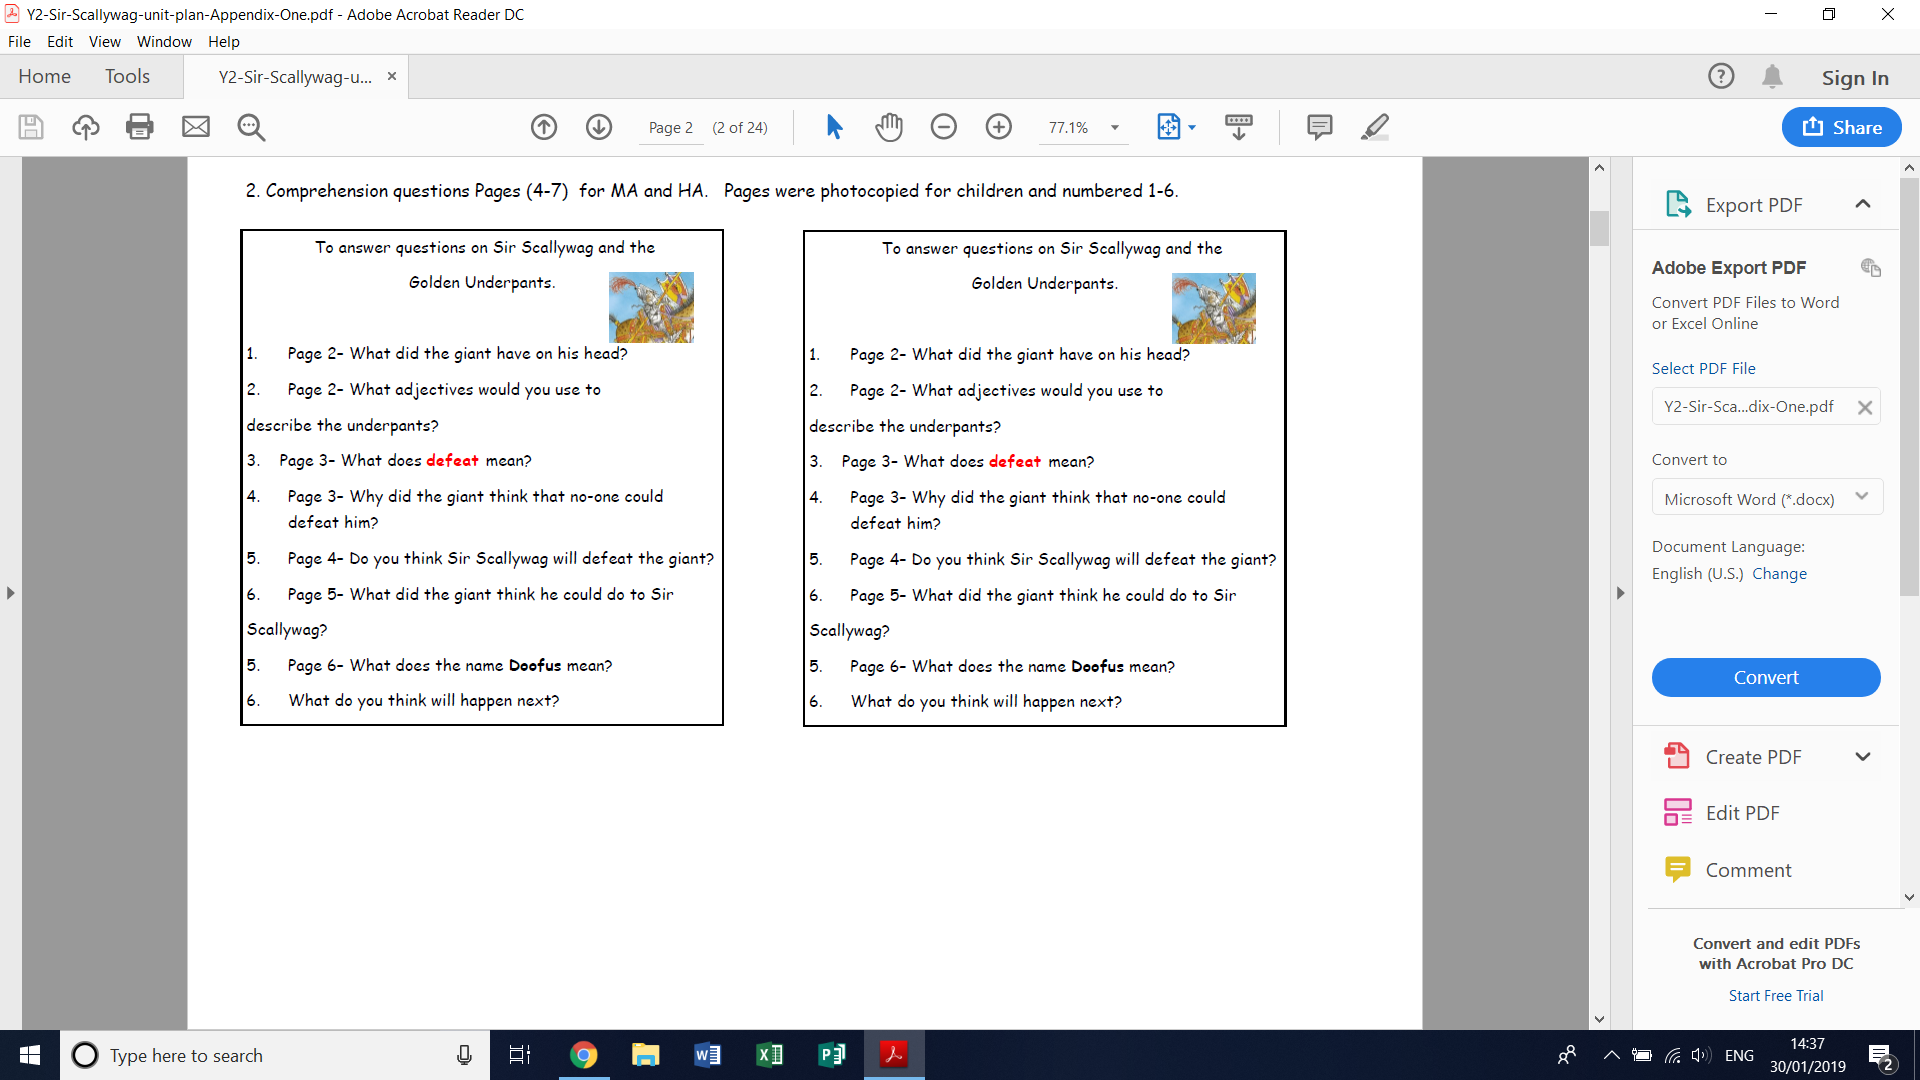 Y2-Sir-Scallywag-unit-plan-Appendix-One.pdf - Adobe Acrobat Reader DC
File Edit View Window Help
Home Tools Y2-Sir-Scallywag-u... ×
Sign In
Page 2 (2 of 24) 77.1%
Share
2. Comprehension questions Pages (4-7) for MA and HA. Pages were photocopied for children and numbered 1-6.
To answer questions on Sir Scallywag and the
Golden Underpants.
1. Page 2- What did the giant have on his head?
2. Page 2- What adjectives would you use to
describe the underpants?
3. Page 3- What does defeat mean?
4. Page 3- Why did the giant think that no-one could
defeat him?
5. Page 4- Do you think Sir Scallywag will defeat the giant?
6. Page 5- What did the giant think he could do to Sir
Scallywag?
5. Page 6- What does the name Doofus mean?
6. What do you think will happen next?
To answer questions on Sir Scallywag and the
Golden Underpants.
1. Page 2- What did the giant have on his head?
2. Page 2- What adjectives would you use to
describe the underpants?
3. Page 3- What does defeat mean?
4. Page 3- Why did the giant think that no-one could
defeat him?
5. Page 4- Do you think Sir Scallywag will defeat the giant?
6. Page 5- What did the giant think he could do to Sir
Scallywag?
5. Page 6- What does the name Doofus mean?
6. What do you think will happen next?
Export PDF
Adobe Export PDF
Convert PDF Files to Word
or Excel Online
Select PDF File
Y2-Sir-Sca...dix-One.pdf
Convert to
Microsoft Word (*.docx)
Document Language:
English (U.S.) Change
Convert
Create PDF
Edit PDF
Comment
Convert and edit PDFs
with Acrobat Pro DC
Start Free Trial
Type here to search
ENG
14:37
30/01/2019
2